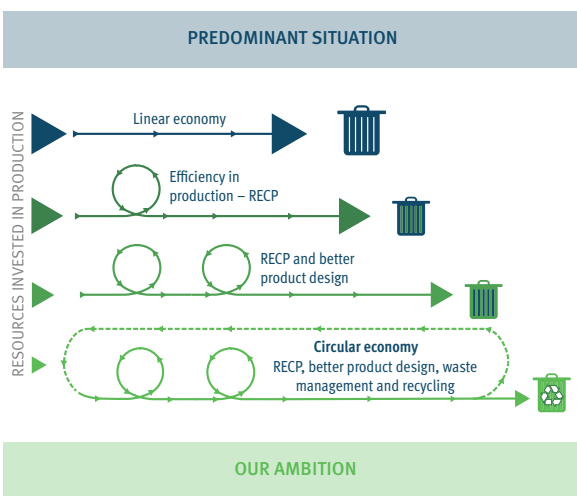 PREDOMINANT SITUATION
RESOURCES INVESTED IN PRODUCTION
Linear economy
Efficiency in
production – RECP
RECP and better
product design
Circular economy
RECP, better product design, waste
management and recycling
OUR AMBITION